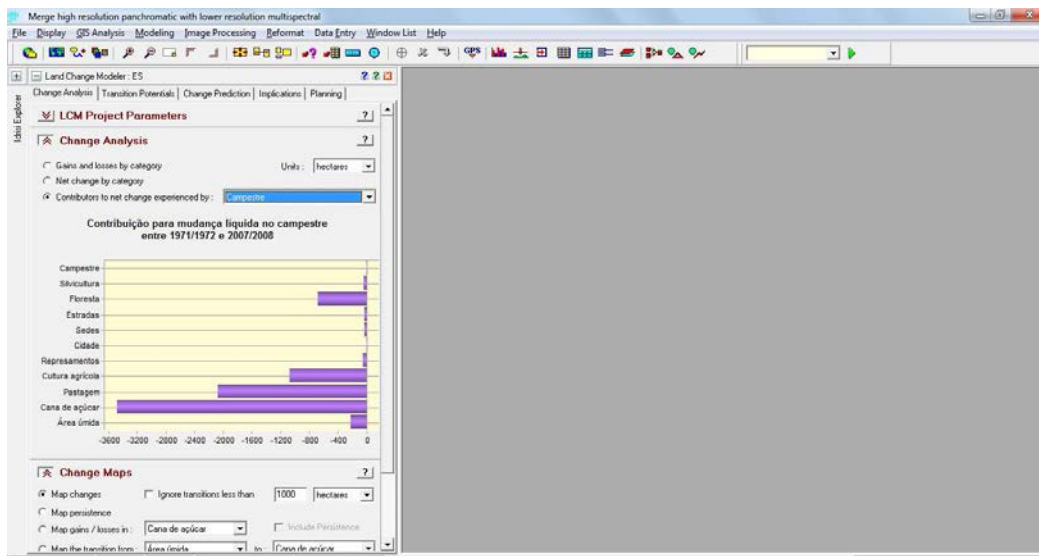 Merge high resolution panchromatic with lower resolution multispectral
File Display GIS Analysis Modeling Image Processing Reformat Data Entry Window List Help
GPS
Idrisi Explorer
Land Change Modeler : ES
Change Analysis Transition Potentials Change Prediction Implications Planning
LCM Project Parameters ?
Change Analysis ?
Gains and losses by category Units : hectares
Net change by category
Contributors to net change experienced by : Campestre
Contribuição para mudança líquida no campestre
entre 1971/1972 e 2007/2008
Campestre
Silvicultura
Floresta
Estradas
Sedes
Cidade
Represamentos
Cultura agrícola
Pastagem
Cana de açúcar
Área úmida
-3600 -3200 -2800 -2400 -2000 -1600 -1200 -800 -400 0
Change Maps ?
Map changes Ignore transitions less than 1000 hectares
Map persistence
Map gains / losses in : Cana de açúcar Include Persistence
Map the transition from : Área úmida to : Cana de açúcar